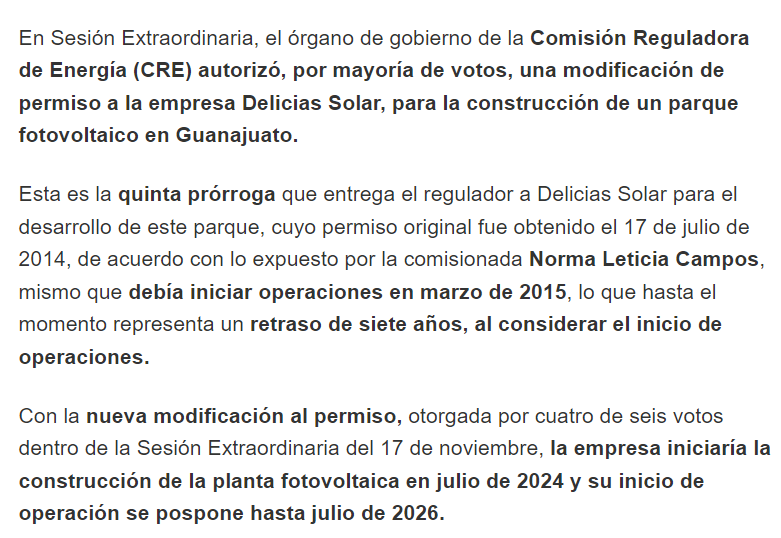 En Sesión Extraordinaria, el órgano de gobierno de la Comisión Reguladora
de Energía (CRE) autorizó, por mayoría de votos, una modificación de
permiso a la empresa Delicias Solar, para la construcción de un parque
fotovoltaico en Guanajuato.
Esta es la quinta prórroga que entrega el regulador a Delicias Solar para el
desarrollo de este parque, cuyo permiso original fue obtenido el 17 de julio de
2014, de acuerdo con lo expuesto por la comisionada Norma Leticia Campos,
mismo que debía iniciar operaciones en marzo de 2015, lo que hasta el
momento representa un retraso de siete años, al considerar el inicio de
operaciones.
Con la nueva modificación al permiso, otorgada por cuatro de seis votos
dentro de la Sesión Extraordinaria del 17 de noviembre, la empresa iniciaría la
construcción de la planta fotovoltaica en julio de 2024 y su inicio de
operación se pospone hasta julio de 2026.